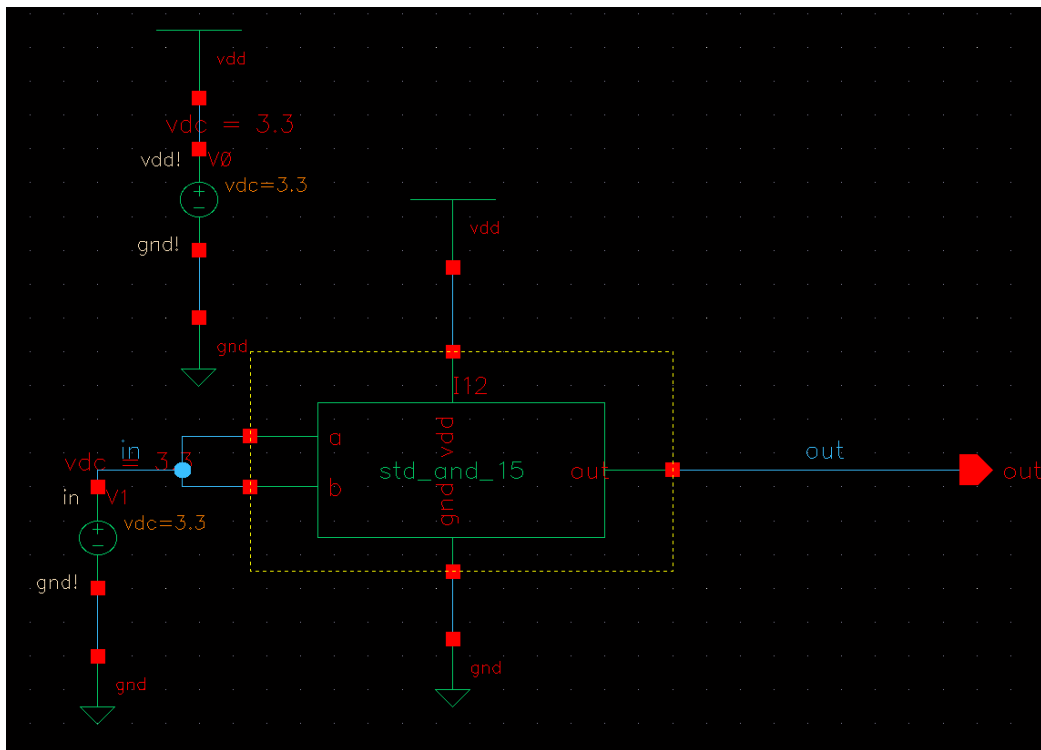 vdd
vdc = 3.3
vdd!
VØ
vdc=3.3
gnd!
gnd
vdd
I12
a
vdd
in
vdc = 3.3
std_and_15
out
out
out
b
gnd
in
V1
vdc=3.3
gnd!
gnd
gnd